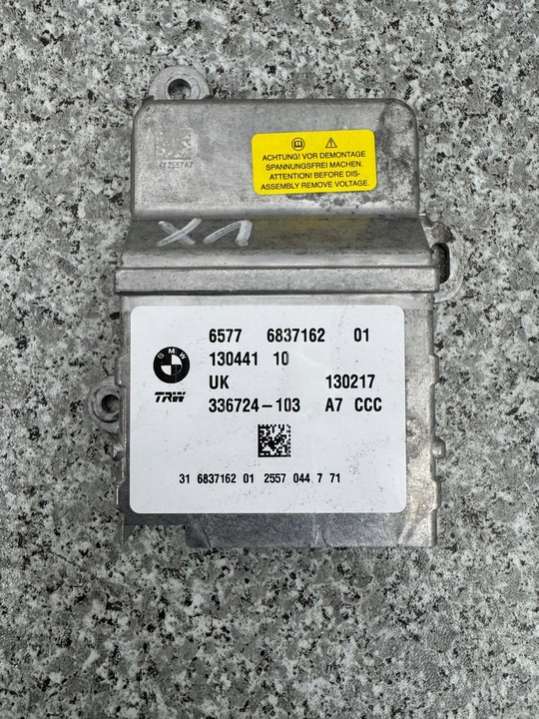 ACHTUNG! VOR DEMONTAGE
SPANNUNGSFREI MACHEN.
ATTENTION! BEFORE DIS-
ASSEMBLY REMOVE VOLTAGE.
6577 6837162 01
BMW
130441 10
UK 130217
TRW
336724-103 A7 CCC
31 6837162 01 2557 044 7 71